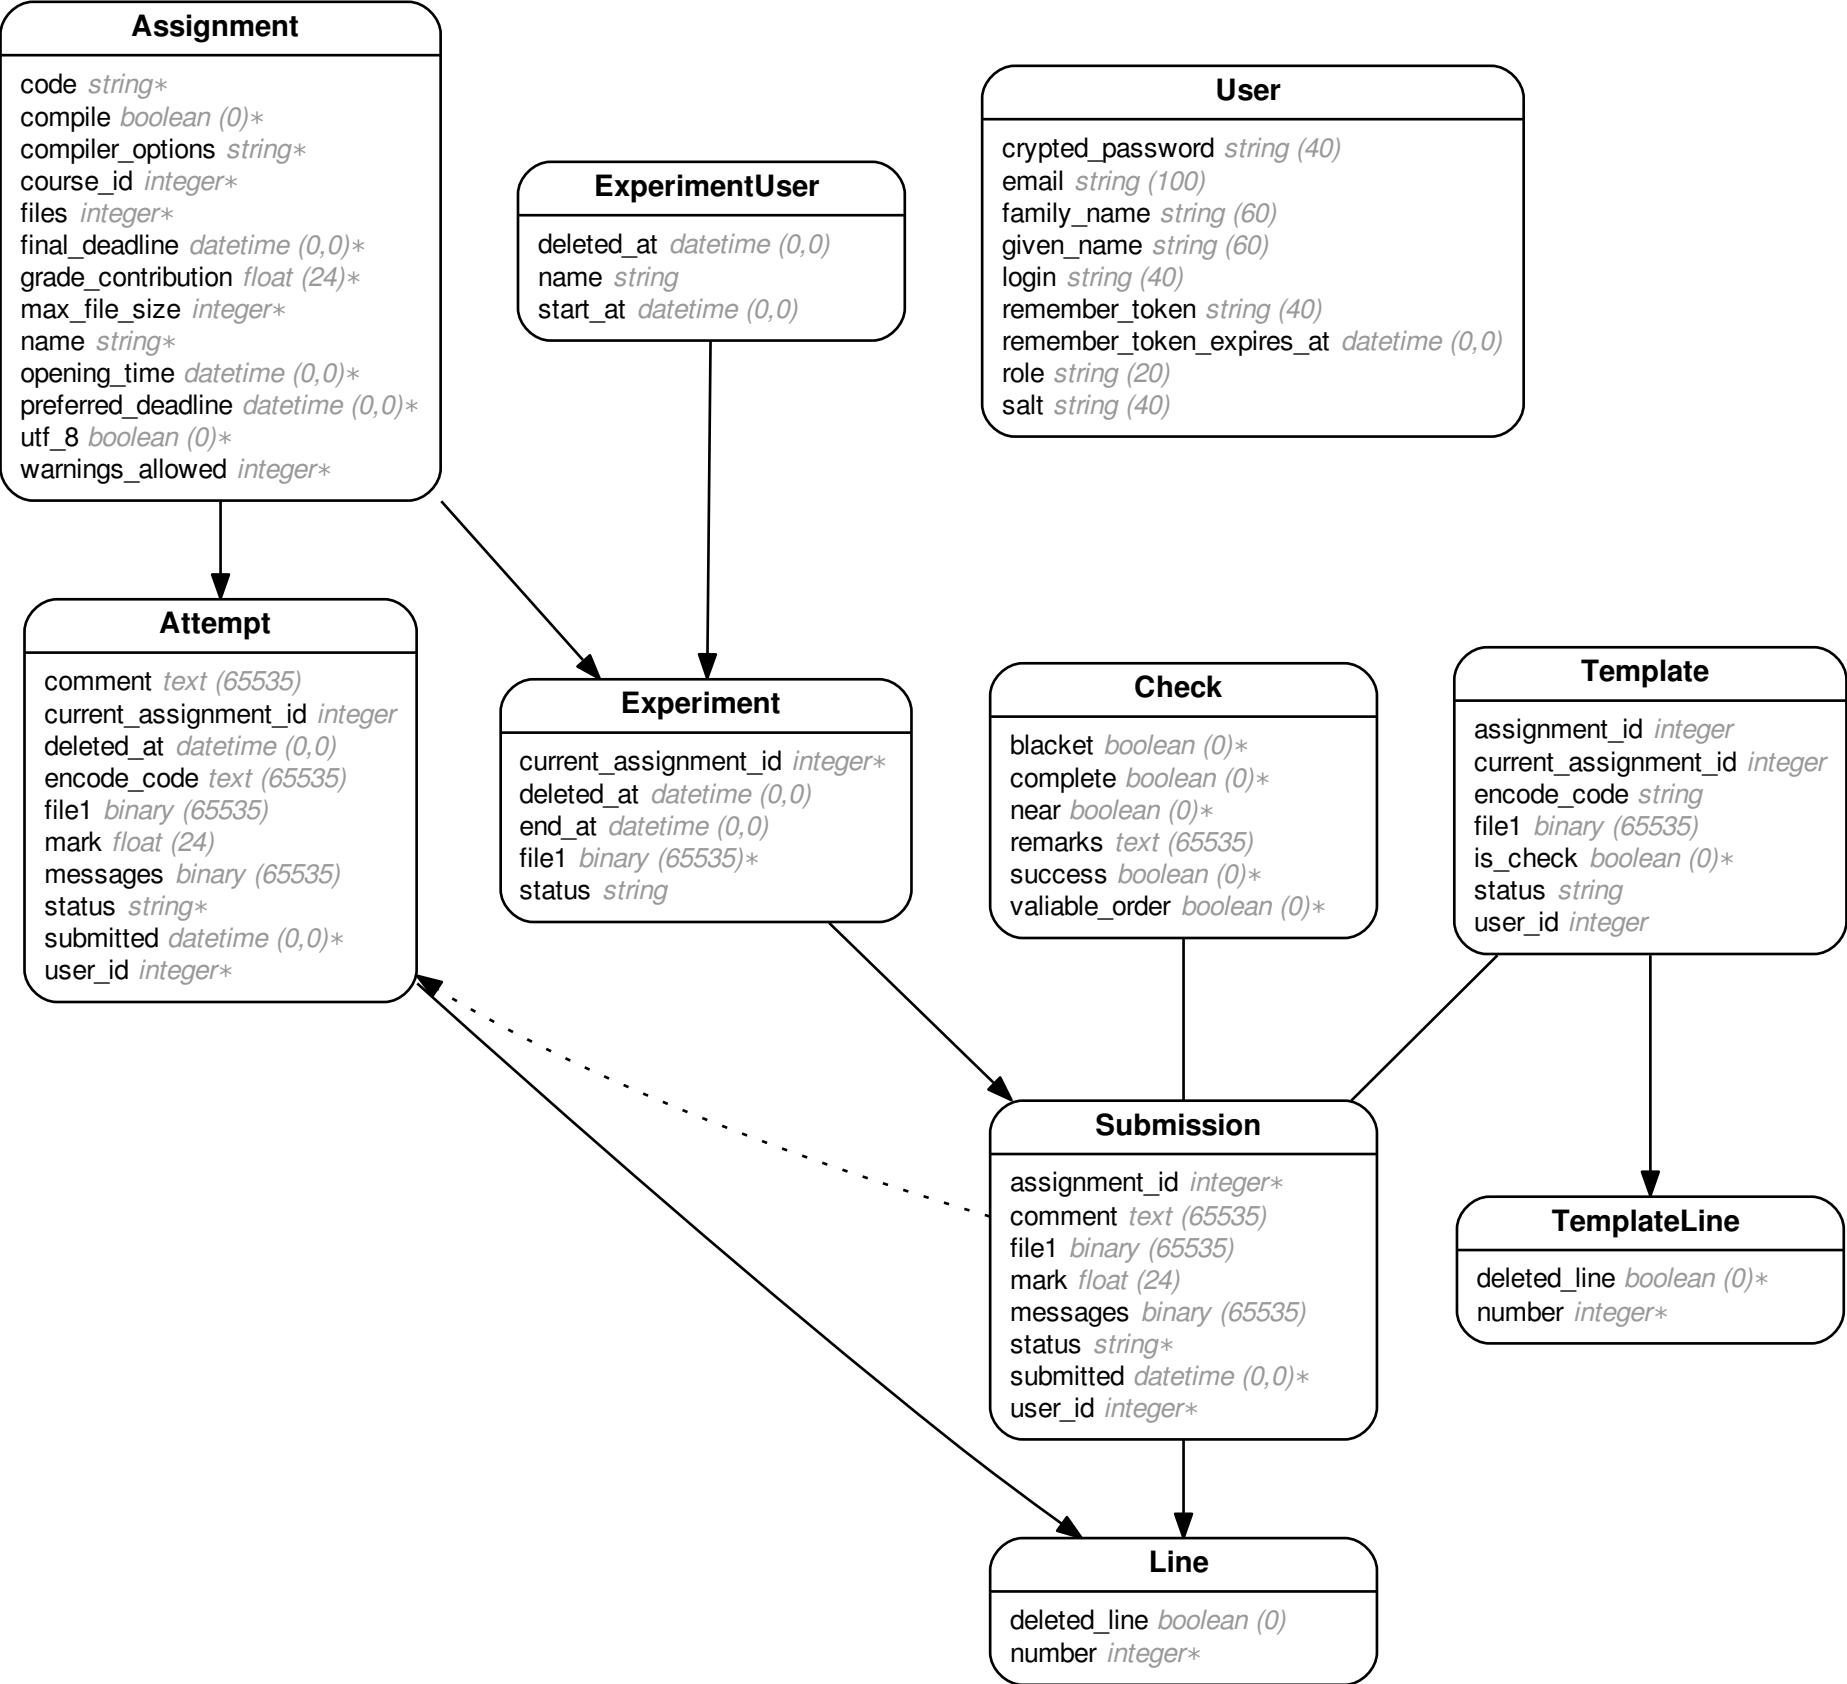 Assignment
code string*
compile boolean (0)*
compiler_options string*
course_id integer*
files integer*
final_deadline datetime (0,0)*
grade_contribution float (24)*
max_file_size integer*
name string*
opening_time datetime (0,0)*
preferred_deadline datetime (0,0)*
utf_8 boolean (0)*
warnings_allowed integer*
ExperimentUser
deleted_at datetime (0,0)
name string
start_at datetime (0,0)
User
crypted_password string (40)
email string (100)
family_name string (60)
given_name string (60)
login string (40)
remember_token string (40)
remember_token_expires_at datetime (0,0)
role string (20)
salt string (40)
Attempt
comment text (65535)
current_assignment_id integer
deleted_at datetime (0,0)
encode_code text (65535)
file1 binary (65535)
mark float (24)
messages binary (65535)
status string*
submitted datetime (0,0)*
user_id integer*
Experiment
current_assignment_id integer*
deleted_at datetime (0,0)
end_at datetime (0,0)
file1 binary (65535)*
status string
Check
blacket boolean (0)*
complete boolean (0)*
near boolean (0)*
remarks text (65535)
success boolean (0)*
valiable_order boolean (0)*
Template
assignment_id integer
current_assignment_id integer
encode_code string
file1 binary (65535)
is_check boolean (0)*
status string
user_id integer
Submission
assignment_id integer*
comment text (65535)
file1 binary (65535)
mark float (24)
messages binary (65535)
status string*
submitted datetime (0,0)*
user_id integer*
TemplateLine
deleted_line boolean (0)*
number integer*
Line
deleted_line boolean (0)
number integer*